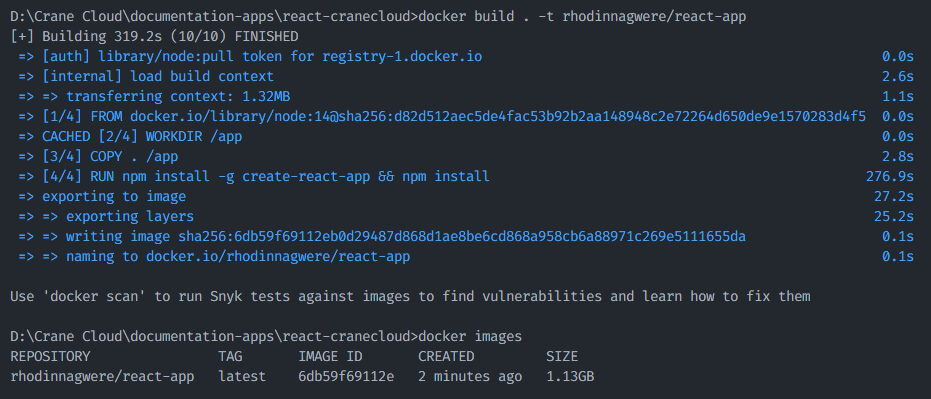 D:\Crane Cloud\documentation-apps\react-cranecloud>docker build . -t rhodinnagwere/react-app
[+] Building 319.2s (10/10) FINISHED
=> [auth] library/node:pull token for registry-1.docker.io 0.0s
=> [internal] load build context 2.6s
=> => transferring context: 1.32MB 1.1s
=> [1/4] FROM docker.io/library/node:14@sha256:d82d512aec5de4fac53b92b2aa148948c2e72264d650de9e1570283d4f5 0.0s
=> CACHED [2/4] WORKDIR /app 0.0s
=> [3/4] COPY . /app 2.8s
=> [4/4] RUN npm install -g create-react-app && npm install 276.9s
=> exporting to image 27.2s
=> => exporting layers 25.2s
=> => writing image sha256:6db59f69112eb0d29487d868d1ae8be6cd868a958cb6a88971c269e5111655da 0.1s
=> => naming to docker.io/rhodinnagwere/react-app 0.1s
Use 'docker scan' to run Snyk tests against images to find vulnerabilities and learn how to fix them
D:\Crane Cloud\documentation-apps\react-cranecloud>docker images
REPOSITORY TAG IMAGE ID CREATED SIZE
rhodinnagwere/react-app latest 6db59f69112e 2 minutes ago 1.13GB